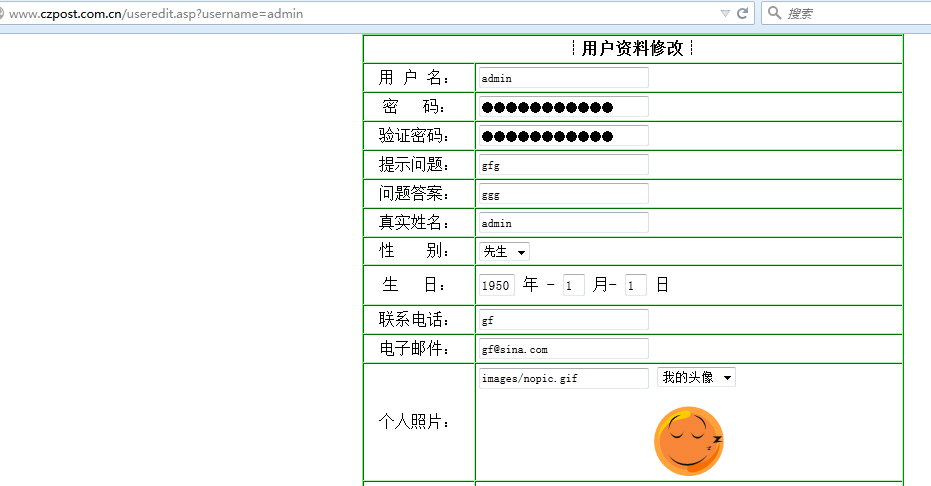 www.czpost.com.cn/useredit.asp?username=admin
搜索
┆用户资料修改┆
用 户 名： admin
密 码： ●●●●●●●●●●●
验证密码： ●●●●●●●●●●●
提示问题： gfg
问题答案： ggg
真实姓名： admin
性 别： 先生
生 日： 1950 年 - 1 月- 1 日
联系电话： gf
电子邮件： gf@sina.com
images/nopic.gif 我的头像
个人照片：